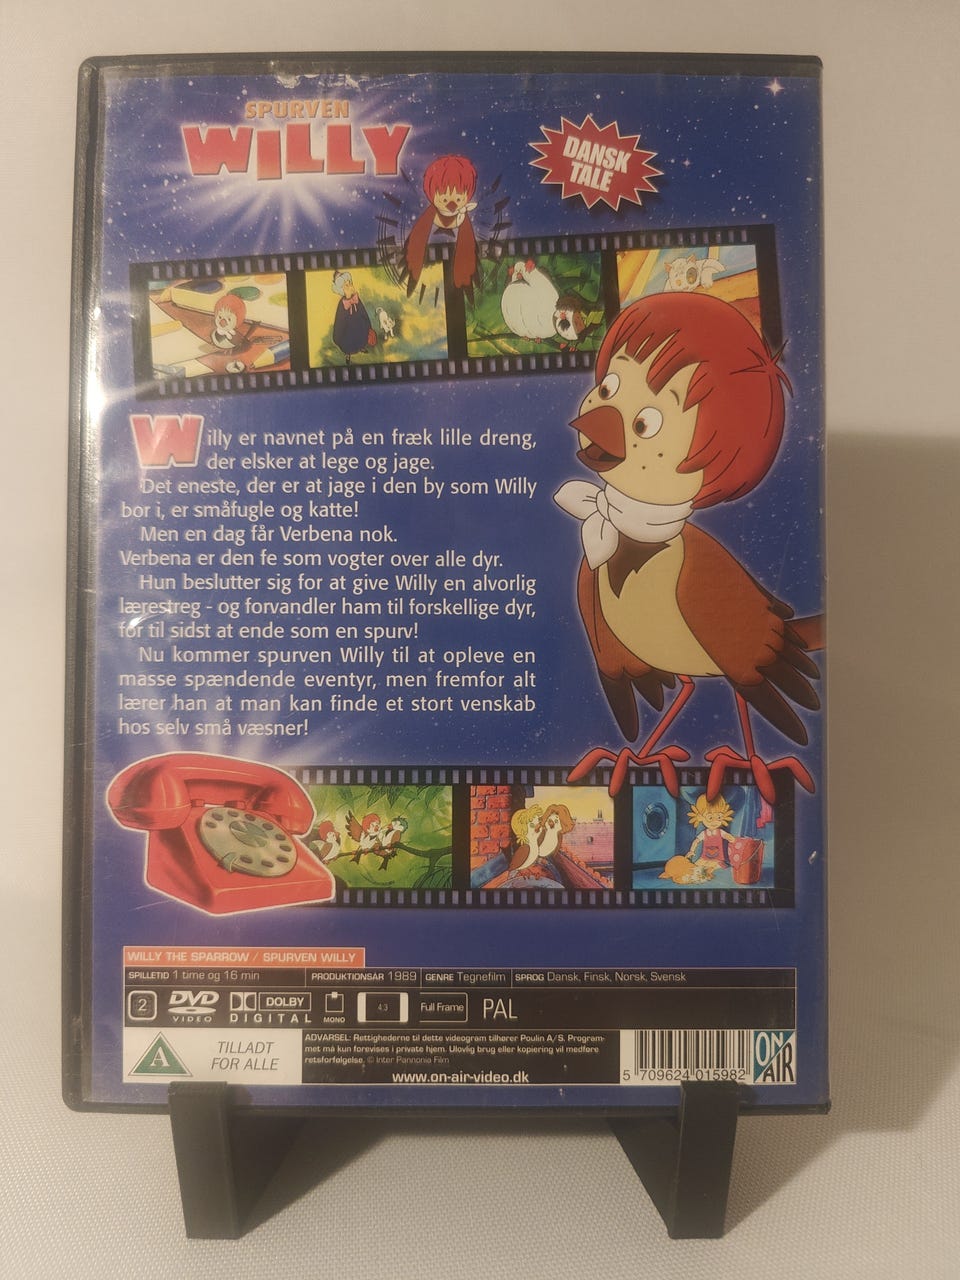 SPURVEN
WILLY
DANSK
TALE
Willy er navnet på en fræk lille dreng,
der elsker at lege og jage.
Det eneste, der er at jage i den by som Willy
bor i, er småfugle og katte!
Men en dag får Verbena nok.
Verbena er den fe som vogter over alle dyr.
Hun beslutter sig for at give Willy en alvorlig
lærestreg - og forvandler ham til forskellige dyr,
for til sidst at ende som en spurv!
Nu kommer spurven Willy til at opleve en
masse spændende eventyr, men fremfor alt
lærer han at man kan finde et stort venskab
hos selv små væsner!
WILLY THE SPARROW / SPURVEN WILLY
SPILLETID 1 time og 16 min PRODUKTIONSÅR 1989 GENRE Tegnefilm SPROG Dansk, Finsk, Norsk, Svensk
2 DVD VIDEO DOLBY DIGITAL MONO 4:3 Full Frame PAL
A TILLADT
FOR ALLE
ADVARSEL: Rettighederne til dette videogram tilhører Poulin A/S. Program-
met må kun forevises i private hjem. Ulovlig brug eller kopiering vil medføre
retsforfølgelse. © Inter Pannonia Film
www.on-air-video.dk
5 709624 015982
ON
AIR